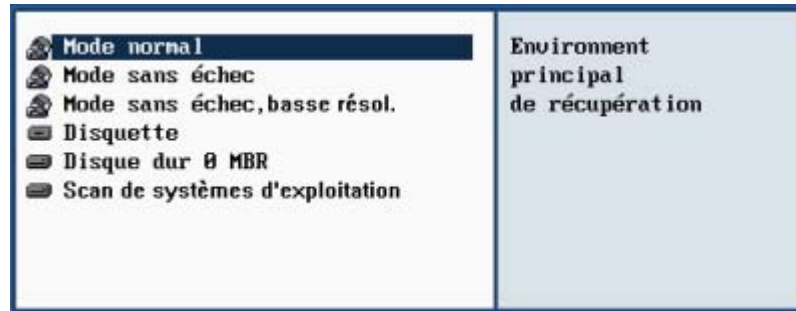 Mode normal
Mode sans échec
Mode sans échec,basse résol.
Disquette
Disque dur 0 MBR
Scan de systèmes d'exploitation
Environment
principal
de récupération